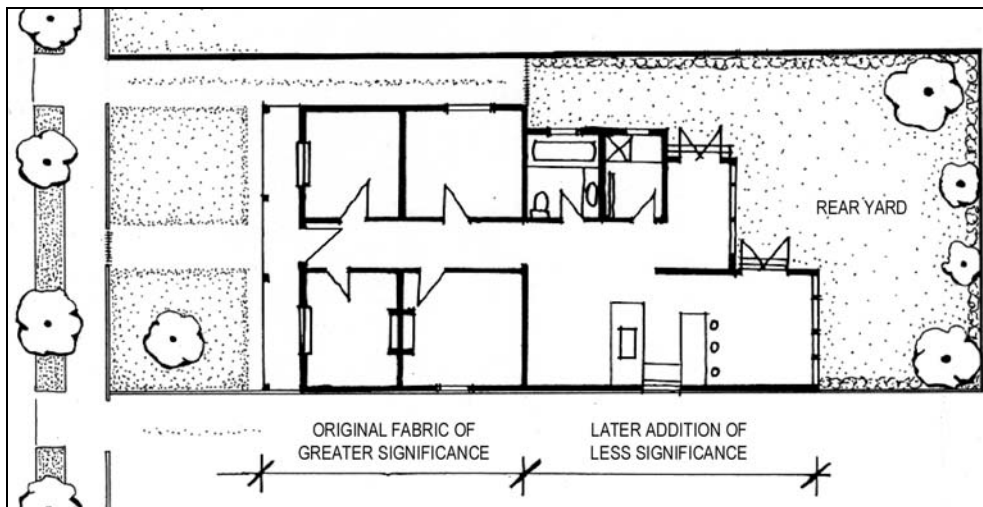 REAR YARD
ORIGINAL FABRIC OF
GREATER SIGNIFICANCE
LATER ADDITION OF
LESS SIGNIFICANCE